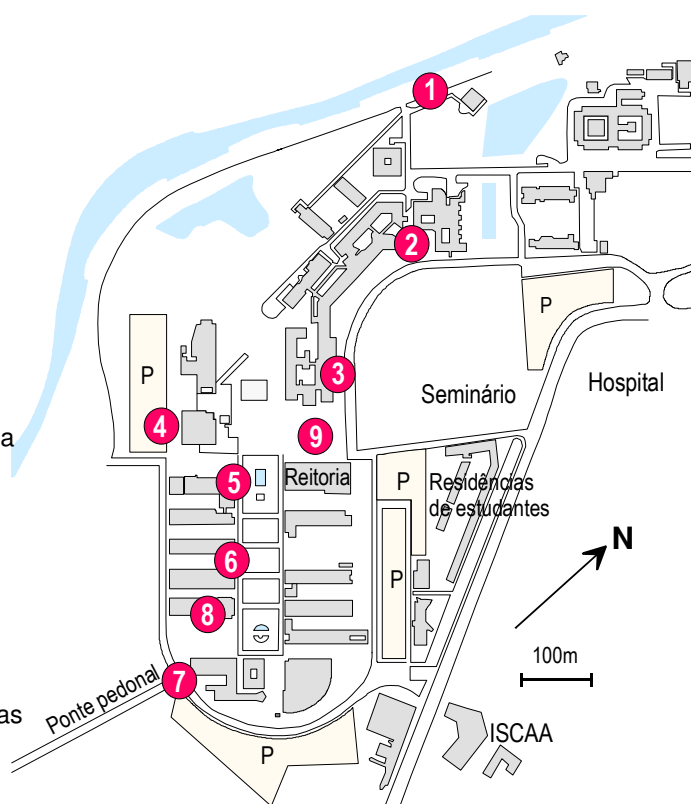 1
2
P
3
P
Seminário
Hospital
4
a
9
5
Reitoria
P
Residências
de estudantes
N
6
P
8
100m
7
Ponte pedonal
as
ISCAA
P